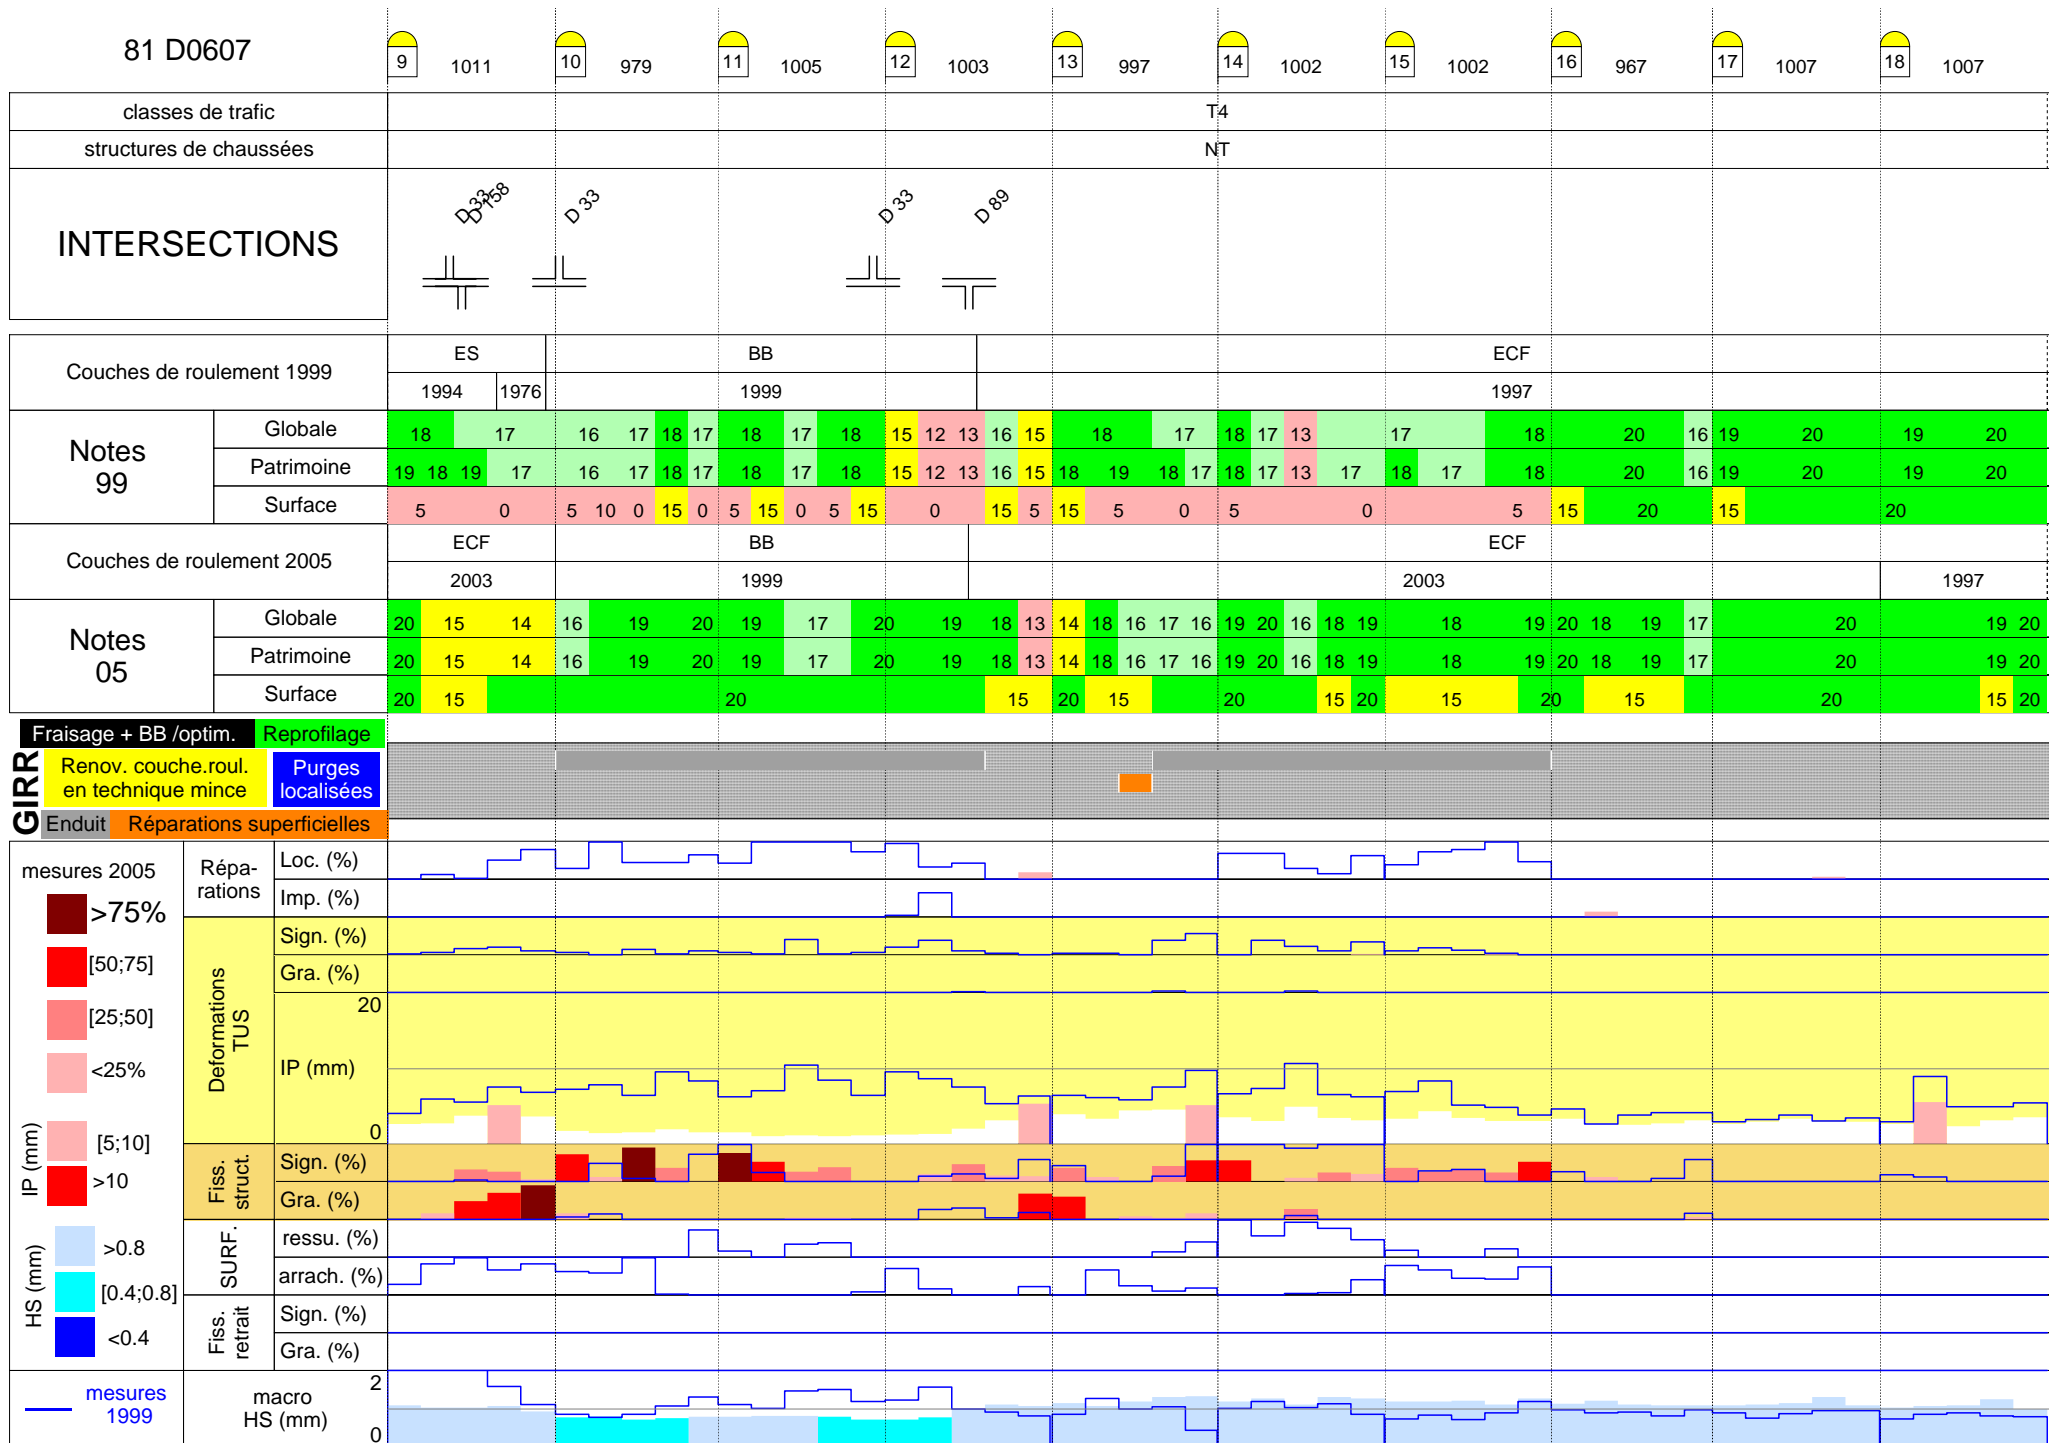 81 D0607
9 1011 10 979 11 1005 12 1003 13 997 14 1002 15 1002 16 967 17 1007 18 1007
classes de trafic T4
structures de chaussées NT
INTERSECTIONS
D 33 D 158 D 33 D 33 D 89
Couches de roulement 1999
ES BB ECF
1994 1976 1999 1997
Notes 99
Globale 18 17 16 17 18 17 18 17 18 15 12 13 16 15 18 17 18 17 13 17 18 20 16 19 20 19 20
Patrimoine 19 18 19 17 16 17 18 17 18 17 18 15 12 13 16 15 18 19 18 17 18 17 13 17 18 17 18 20 16 19 20 19 20
Surface 5 0 5 10 0 15 0 5 15 0 5 15 0 15 5 15 5 0 5 0 5 15 20 15 20
Couches de roulement 2005
ECF BB ECF
2003 1999 2003 1997
Notes 05
Globale 20 15 14 16 19 20 19 17 20 19 18 13 14 18 16 17 16 19 20 16 18 19 18 19 20 18 19 17 20 19 20
Patrimoine 20 15 14 16 19 20 19 17 20 19 18 13 14 18 16 17 16 19 20 16 18 19 18 19 20 18 19 17 20 19 20
Surface 20 15 20 15 20 15 20 15 20 15 20 15 20 15 20
GIRR
Fraisage + BB /optim. Reprofilage
Renov. couche.roul. en technique mince
Purges localisées
Enduit Réparations superficielles
mesures 2005
>75%
[50;75]
[25;50]
<25%
IP (mm)
[5;10]
>10
HS (mm)
>0.8
[0.4;0.8]
<0.4
mesures 1999
Répa-
rations
Loc. (%)
Imp. (%)
Deformations
TUS
Sign. (%)
Gra. (%)
20
IP (mm)
0
Fiss.
struct.
Sign. (%)
Gra. (%)
SURF.
ressu. (%)
arrach. (%)
Fiss.
retrait
Sign. (%)
Gra. (%)
macro
HS (mm)
2
0